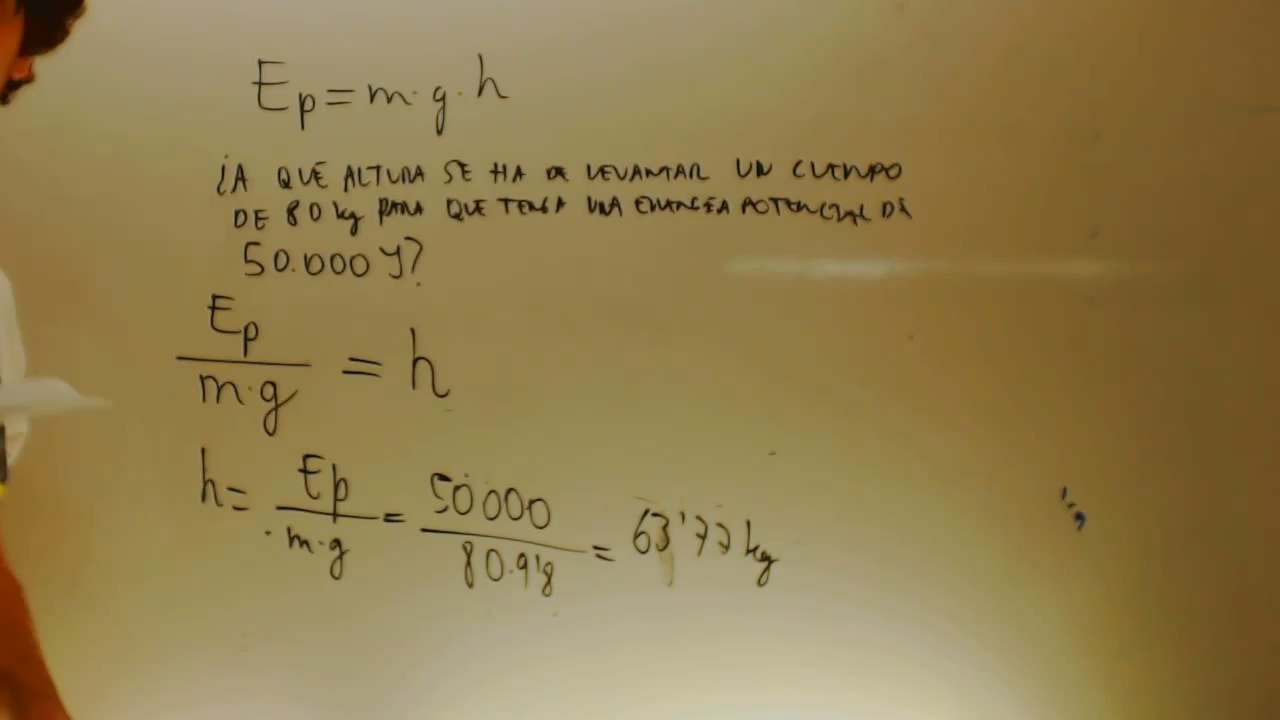 Ep = m·g·h
¿A QUÉ ALTURA SE HA DE LEVANTAR UN CUERPO
DE 80 kg PARA QUE TENGA UNA ENERGÍA POTENCIAL DE
50.000 J?
Ep / m·g = h
h = Ep / m·g = 50000 / 80·9'8 = 63'77 kg